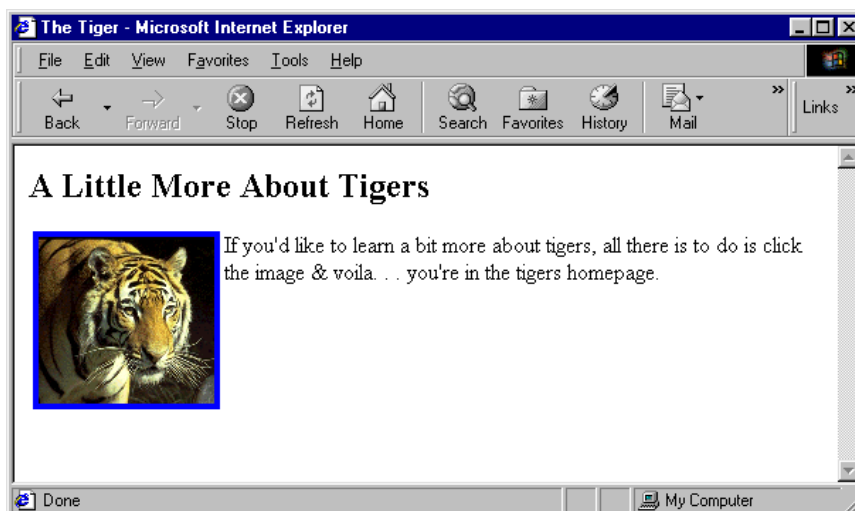 The Tiger - Microsoft Internet Explorer
File Edit View Favorites Tools Help
Back Forward Stop Refresh Home Search Favorites History Mail » Links »
A Little More About Tigers
If you'd like to learn a bit more about tigers, all there is to do is click
the image & voila. . . you're in the tigers homepage.
Done My Computer